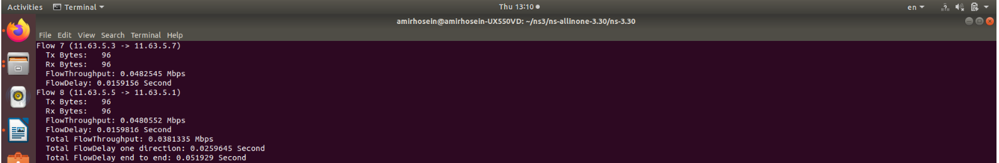 Activities Terminal Thu 13:10 en
amirhosein@amirhosein-UX550VD: ~/ns3/ns-allinone-3.30/ns-3.30
File Edit View Search Terminal Help
Flow 7 (11.63.5.3 -> 11.63.5.7)
Tx Bytes: 96
Rx Bytes: 96
FlowThroughput: 0.0482545 Mbps
FlowDelay: 0.0159156 Second
Flow 8 (11.63.5.5 -> 11.63.5.1)
Tx Bytes: 96
Rx Bytes: 96
FlowThroughput: 0.0480552 Mbps
FlowDelay: 0.0159816 Second
Total FlowThroughput: 0.0381335 Mbps
Total FlowDelay one direction: 0.0259645 Second
Total FlowDelay end to end: 0.051929 Second